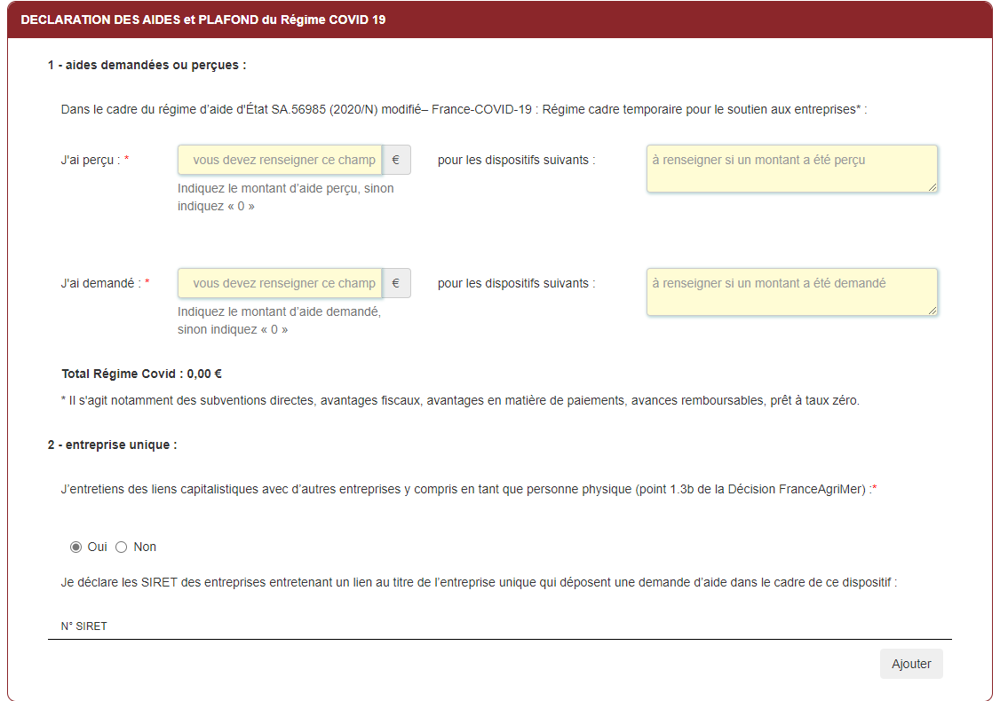 DECLARATION DES AIDES et PLAFOND du Régime COVID 19
1 - aides demandées ou perçues :
Dans le cadre du régime d'aide d'État SA.56985 (2020/N) modifié– France-COVID-19 : Régime cadre temporaire pour le soutien aux entreprises* :
J'ai perçu : * vous devez renseigner ce champ € pour les dispositifs suivants : à renseigner si un montant a été perçu
Indiquez le montant d'aide perçu, sinon
indiquez « 0 »
J'ai demandé : * vous devez renseigner ce champ € pour les dispositifs suivants : à renseigner si un montant a été demandé
Indiquez le montant d'aide demandé,
sinon indiquez « 0 »
Total Régime Covid : 0,00 €
* Il s'agit notamment des subventions directes, avantages fiscaux, avantages en matière de paiements, avances remboursables, prêt à taux zéro.
2 - entreprise unique :
J'entretiens des liens capitalistiques avec d'autres entreprises y compris en tant que personne physique (point 1.3b de la Décision FranceAgriMer) :*
Oui Non
Je déclare les SIRET des entreprises entretenant un lien au titre de l'entreprise unique qui déposent une demande d'aide dans le cadre de ce dispositif :
N° SIRET
Ajouter